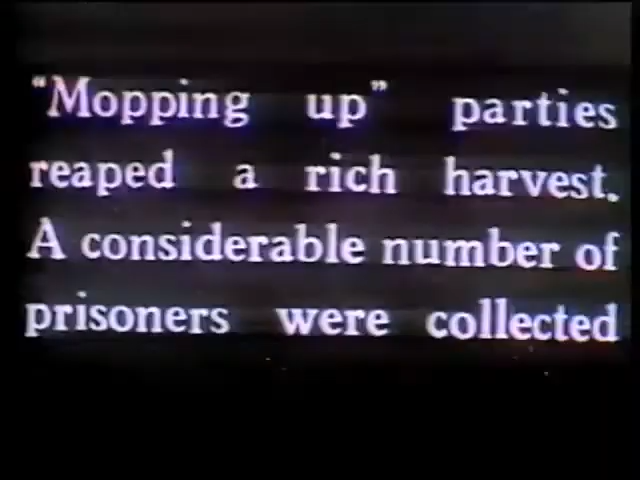 "Mopping up" parties
reaped a rich harvest.
A considerable number of
prisoners were collected